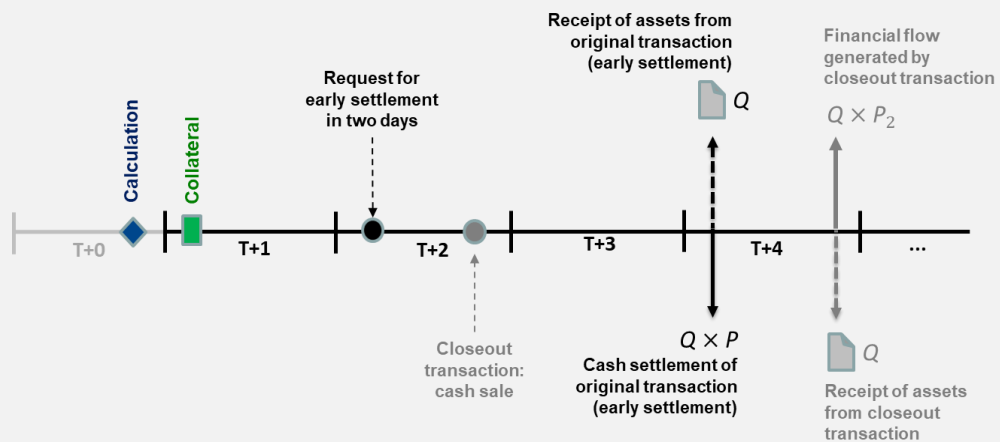 Receipt of assets from
original transaction
(early settlement)
Q
Financial flow
generated by
closeout transaction
Q × P₂
Request for
early settlement
in two days
Calculation
Collateral
T+0
T+1
T+2
T+3
T+4
...
Closeout
transaction:
cash sale
Q × P
Cash settlement of
original transaction
(early settlement)
Q
Receipt of assets
from closeout
transaction